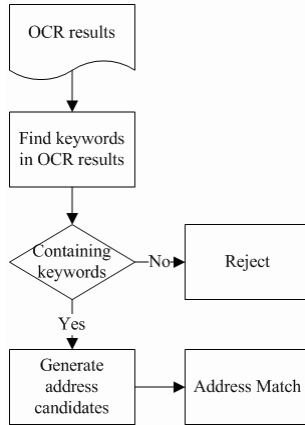 OCR results
Find keywords
in OCR results
Containing
keywords
No
Reject
Yes
Generate
address
candidates
Address Match